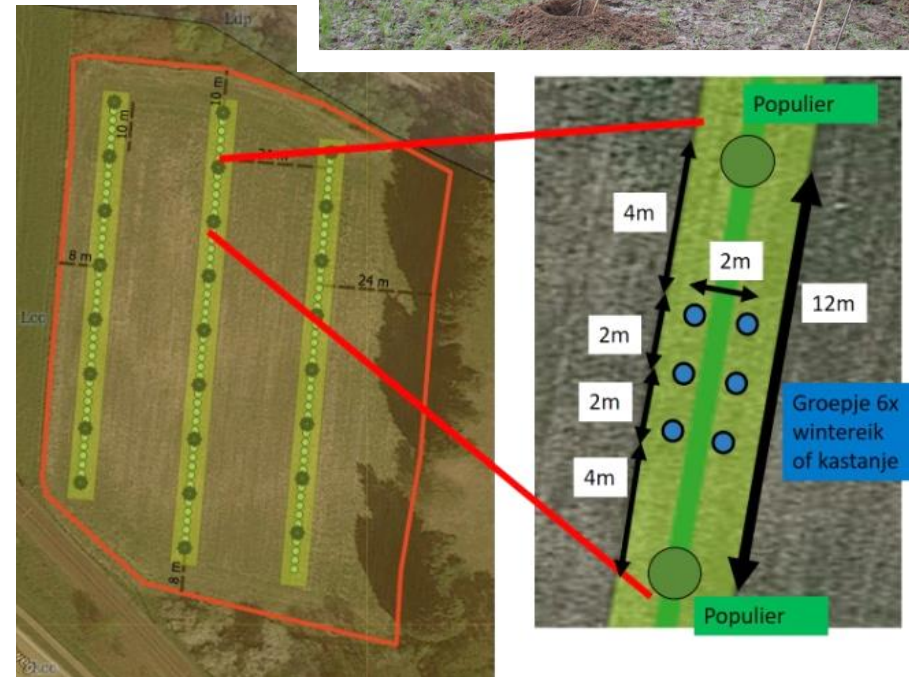 Ldp
10 m
10 m
8 m
24 m
Lcc
8 m
Lcc
Populier
4m
2m
12m
2m
2m
Groepje 6x
wintereik
of kastanje
4m
Populier